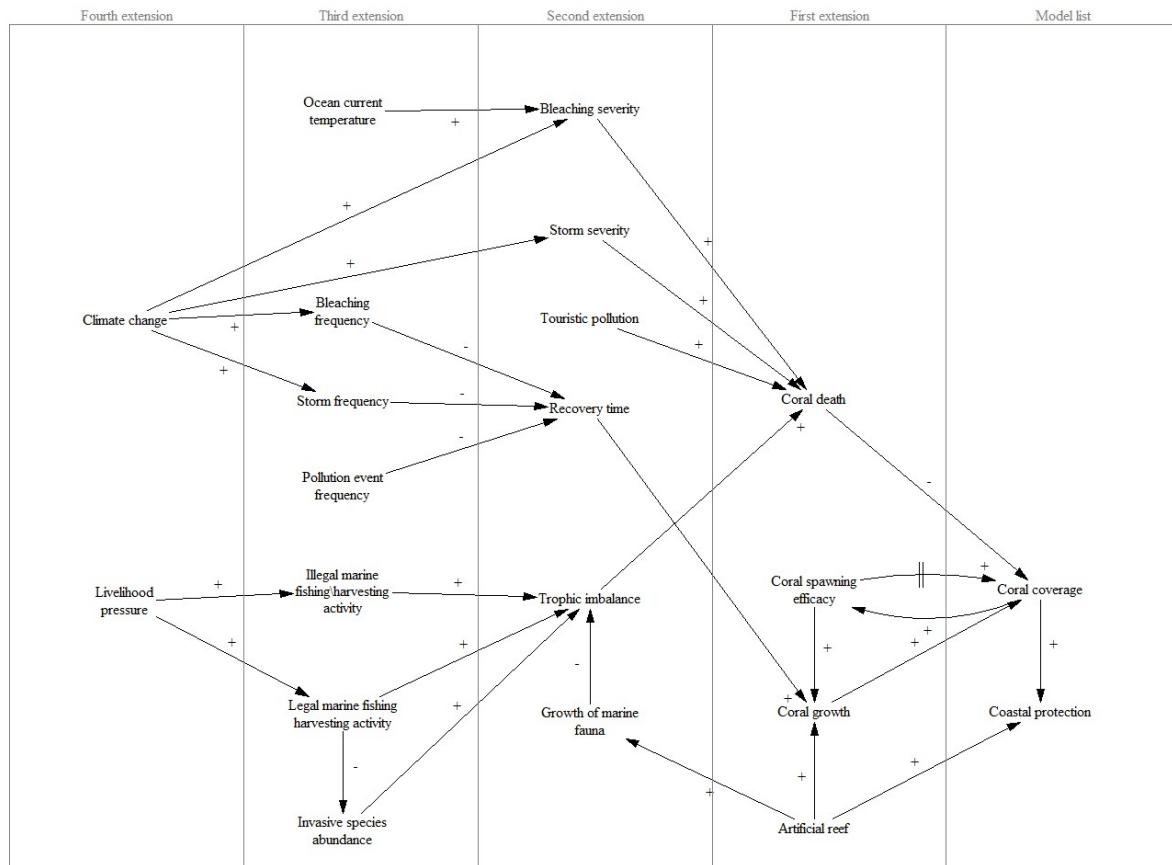 Fourth extension
Third extension
Second extension
First extension
Model list
Ocean current
temperature
+
Bleaching severity
+
Storm severity
+
+
+
Climate change
+
+
Bleaching
frequency
-
Touristic pollution
+
Storm frequency
-
Recovery time
Coral death
+
-
-
Pollution event
frequency
Livelihood
pressure
+
+
Illegal marine
fishing\harvesting
activity
+
+
+
Trophic imbalance
-
Coral spawning
efficacy
+
Coral coverage
+
+
+
+
Legal marine fishing
harvesting activity
-
Growth of marine
fauna
+
Coral growth
+
Coastal protection
+
+
Invasive species
abundance
Artificial reef